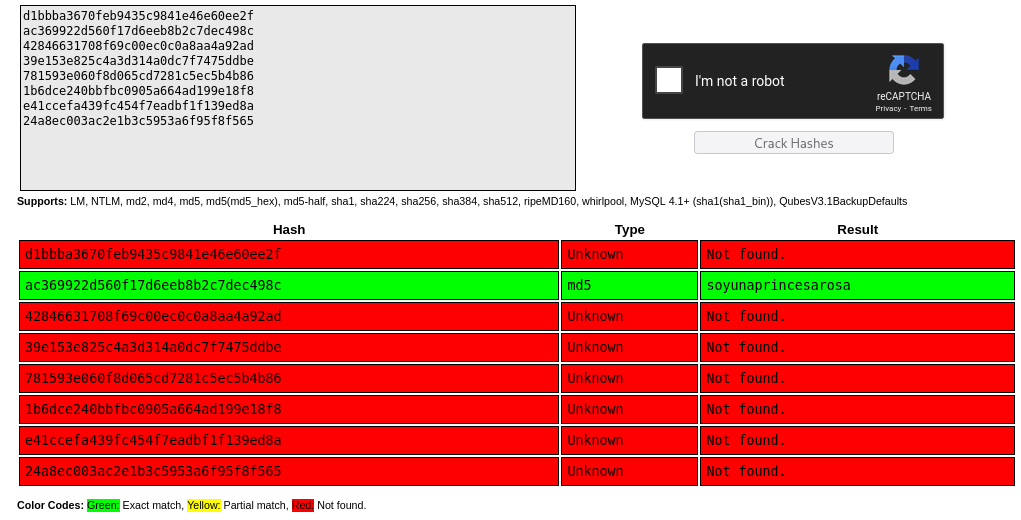 d1bbba3670feb9435c9841e46e60ee2f
ac369922d560f17d6eeb8b2c7dec498c
42846631708f69c00ec0c0a8aa4a92ad
39e153e825c4a3d314a0dc7f7475ddbe
781593e060f8d065cd7281c5ec5b4b86
1b6dce240bbfbc0905a664ad199e18f8
e41ccefa439fc454f7eadbf1f139ed8a
24a8ec003ac2e1b3c5953a6f95f8f565
I'm not a robot
reCAPTCHA
Privacy - Terms
Crack Hashes
Supports: LM, NTLM, md2, md4, md5, md5(md5_hex), md5-half, sha1, sha224, sha256, sha384, sha512, ripeMD160, whirlpool, MySQL 4.1+ (sha1(sha1_bin)), QubesV3.1BackupDefaults
Hash Type Result
d1bbba3670feb9435c9841e46e60ee2f Unknown Not found.
ac369922d560f17d6eeb8b2c7dec498c md5 soyunaprincesarosa
42846631708f69c00ec0c0a8aa4a92ad Unknown Not found.
39e153e825c4a3d314a0dc7f7475ddbe Unknown Not found.
781593e060f8d065cd7281c5ec5b4b86 Unknown Not found.
1b6dce240bbfbc0905a664ad199e18f8 Unknown Not found.
e41ccefa439fc454f7eadbf1f139ed8a Unknown Not found.
24a8ec003ac2e1b3c5953a6f95f8f565 Unknown Not found.
Color Codes: Green: Exact match, Yellow: Partial match, Red: Not found.